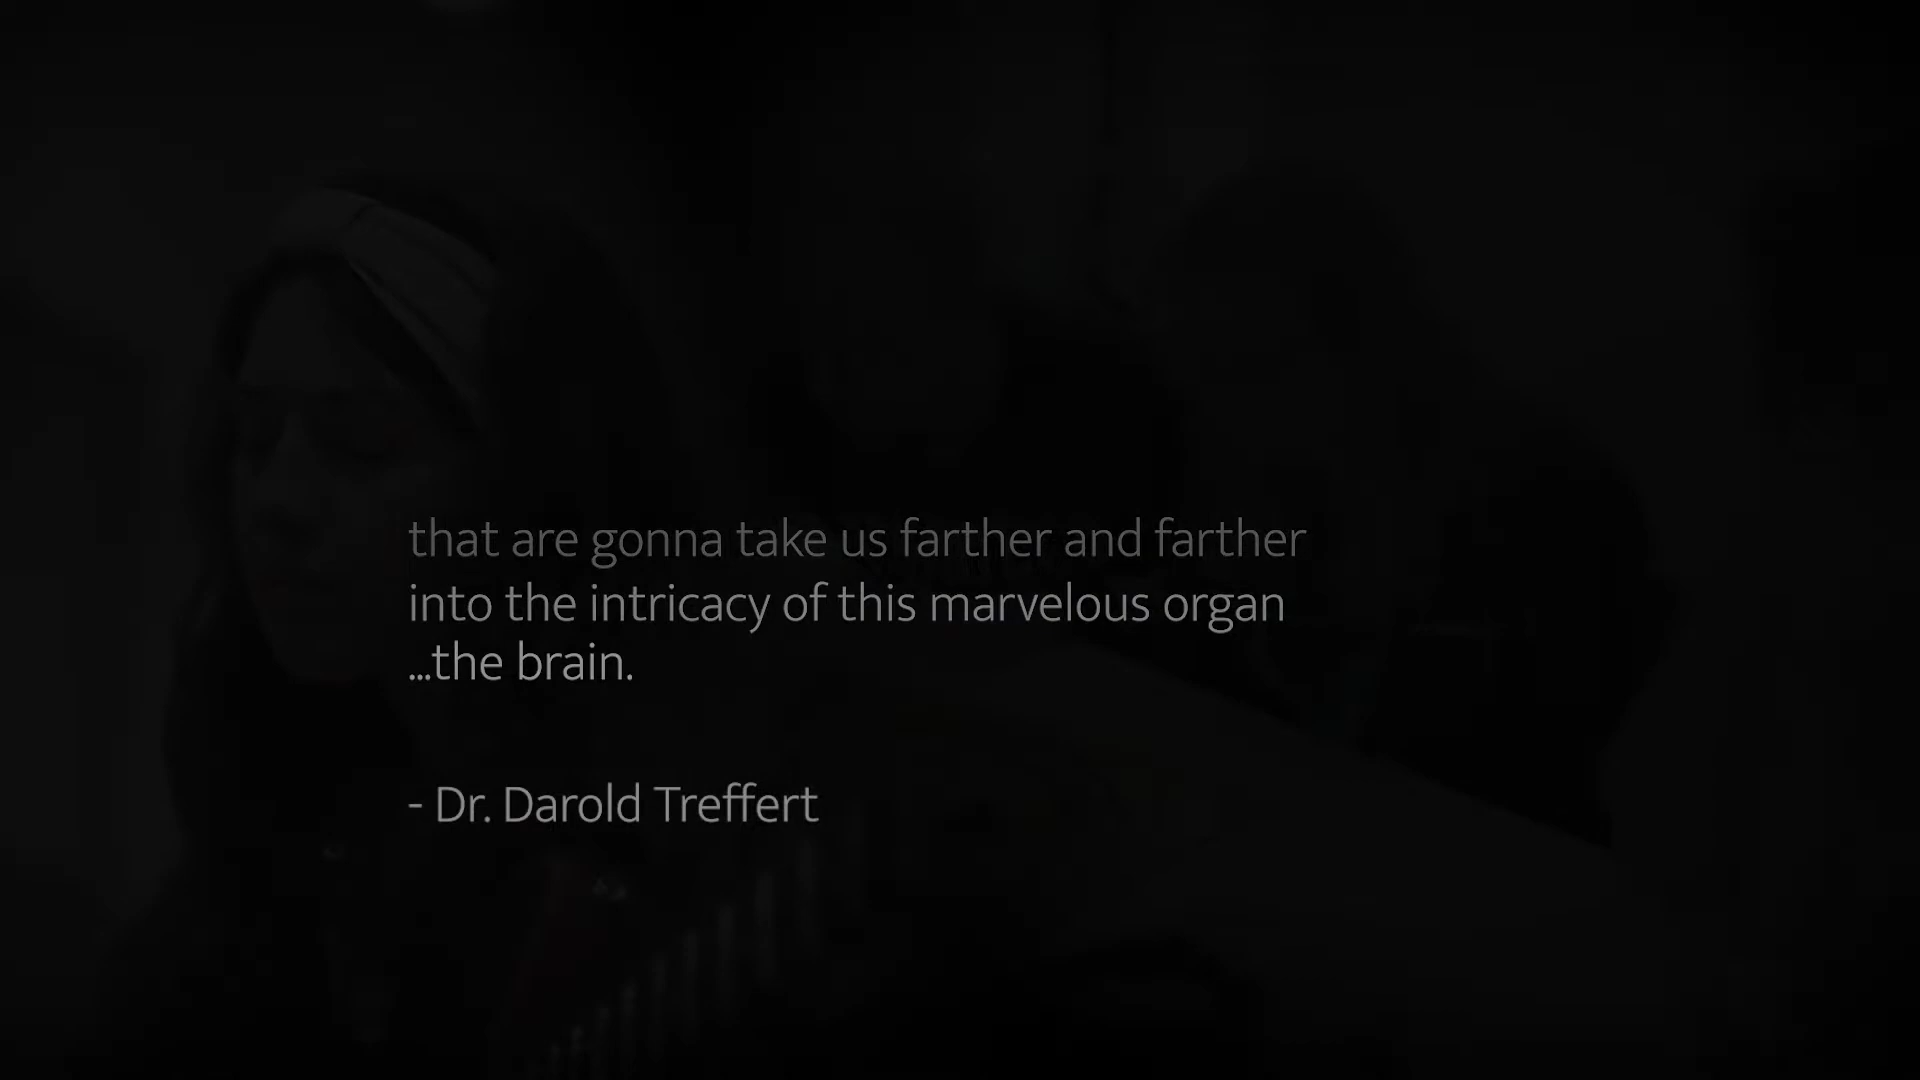 that are gonna take us farther and farther
into the intricacy of this marvelous organ
...the brain.
- Dr. Darold Treffert